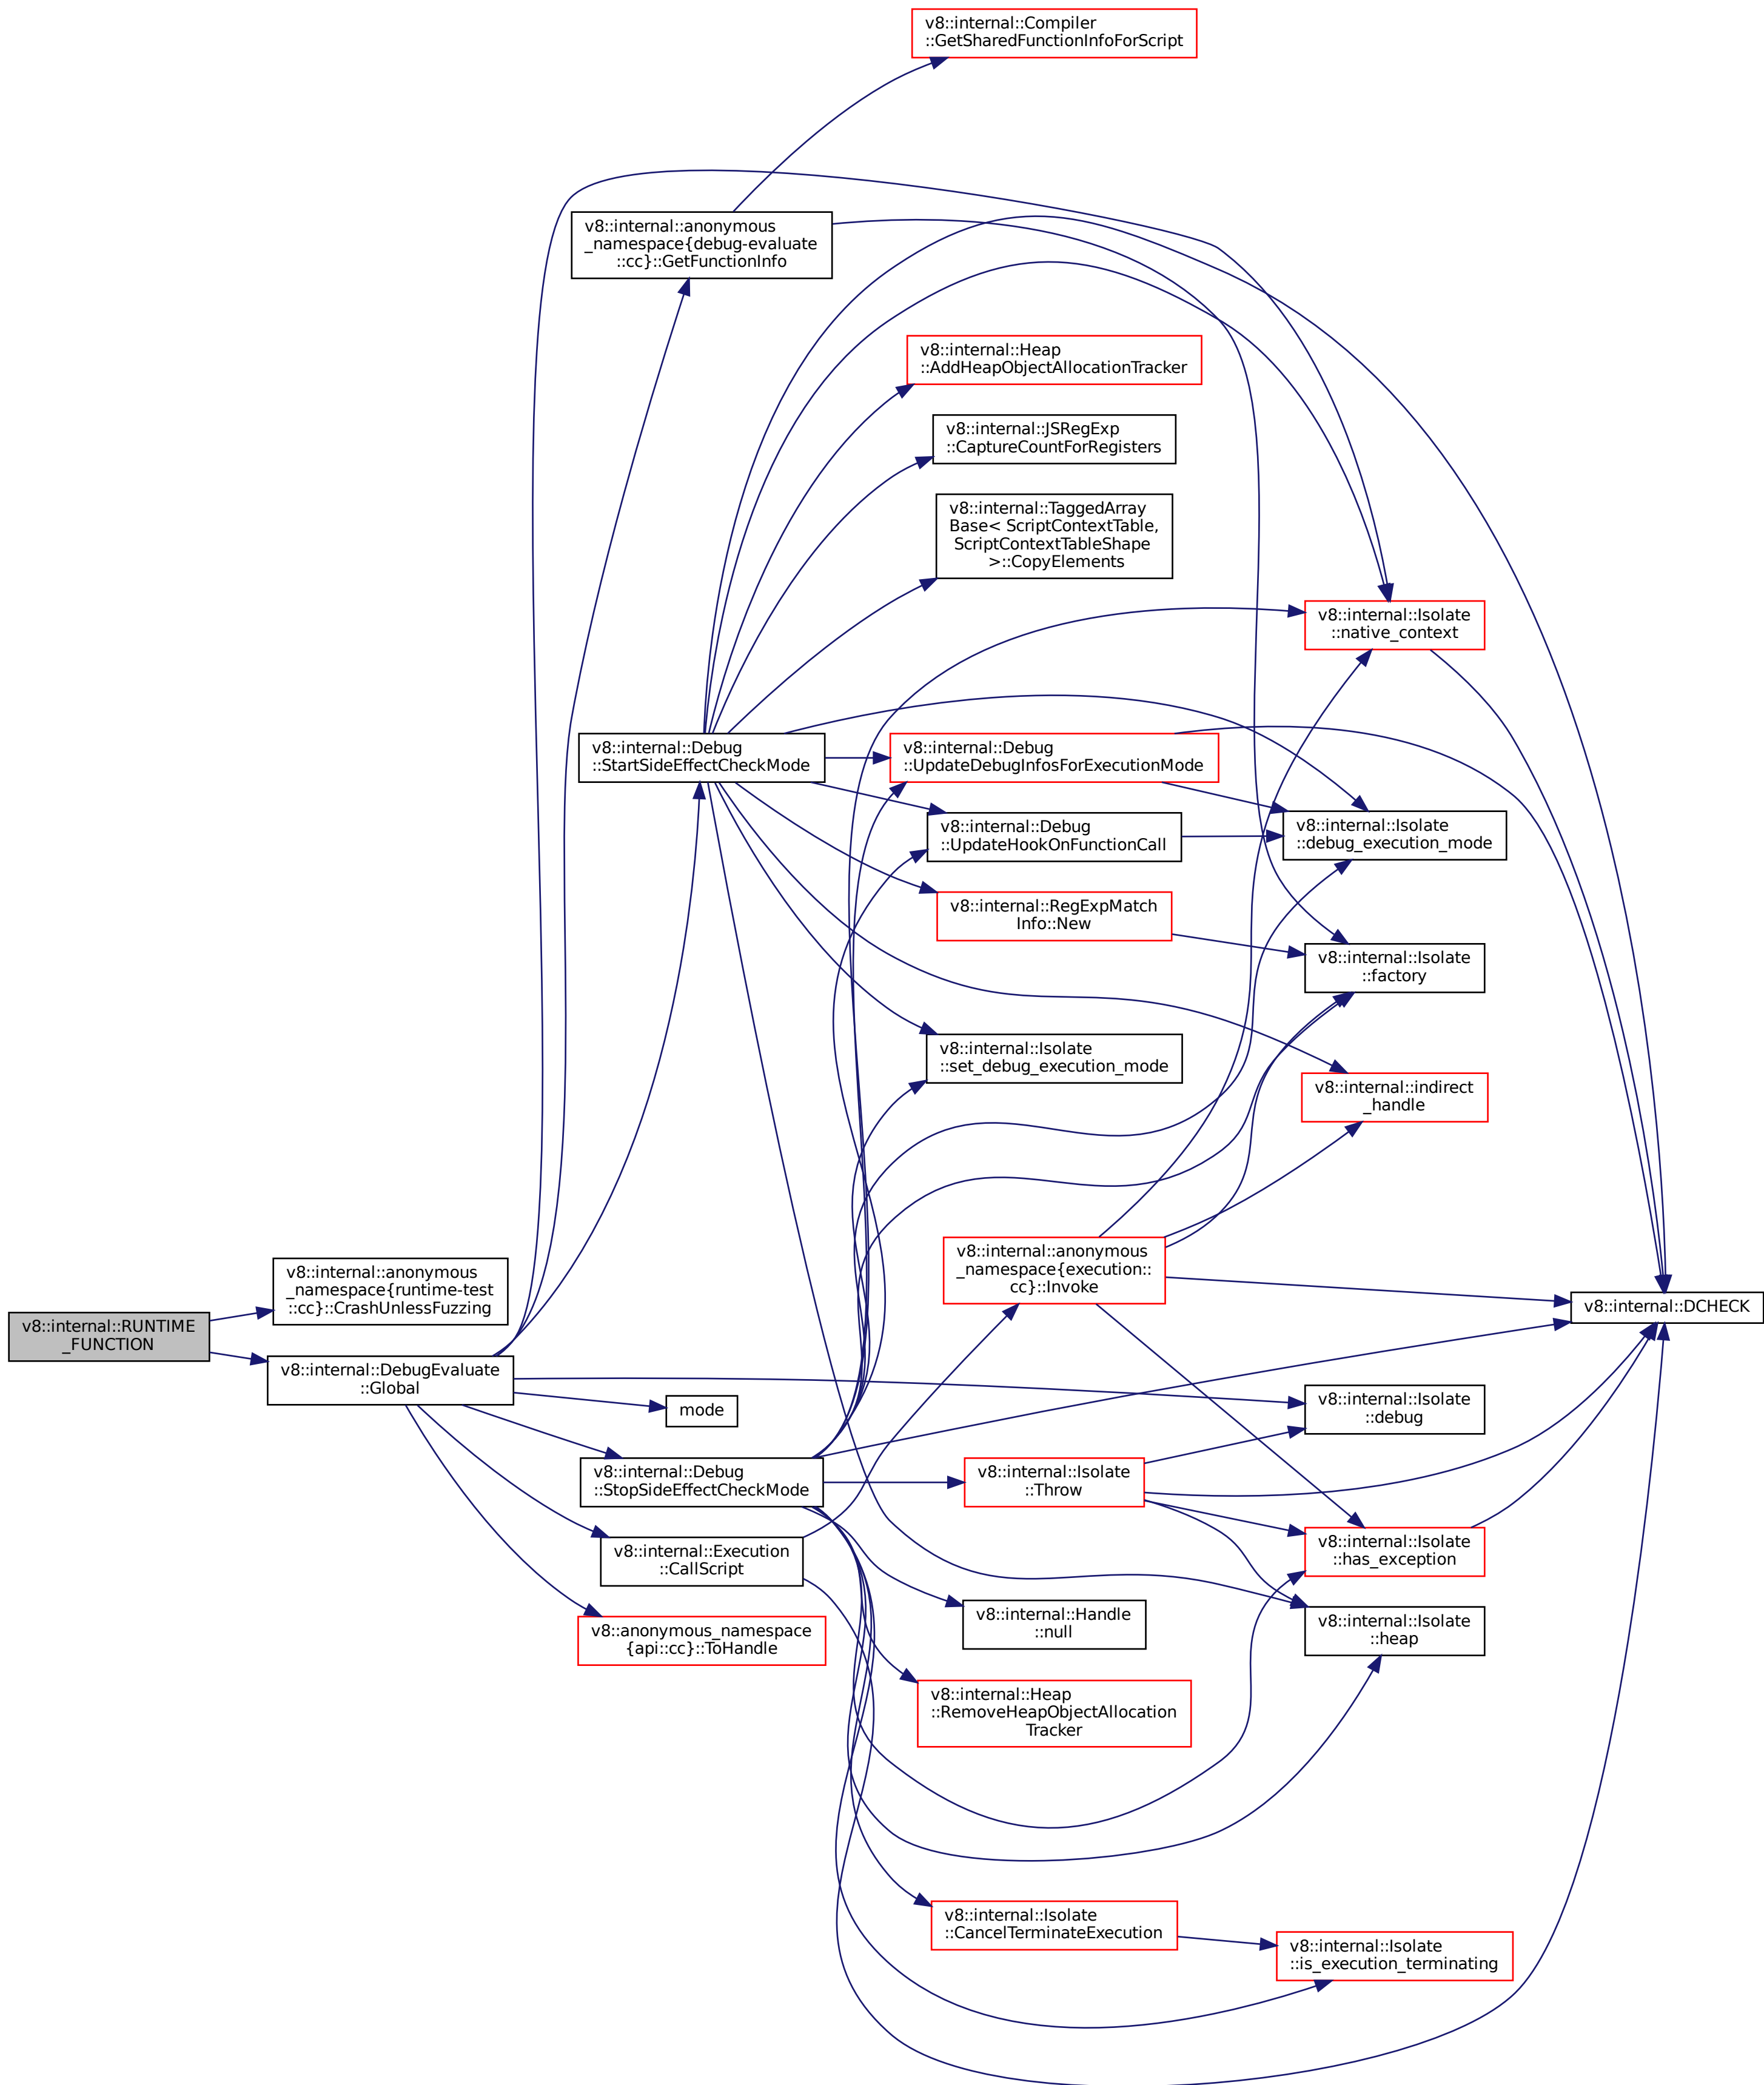 v8::internal::Compiler
::GetSharedFunctionInfoForScript
v8::internal::anonymous
_namespace{debug-evaluate
::cc}::GetFunctionInfo
v8::internal::Heap
::AddHeapObjectAllocationTracker
v8::internal::JSRegExp
::CaptureCountForRegisters
v8::internal::TaggedArray
Base< ScriptContextTable,
ScriptContextTableShape
>::CopyElements
v8::internal::Isolate
::native_context
v8::internal::Debug
::StartSideEffectCheckMode
v8::internal::Debug
::UpdateDebugInfosForExecutionMode
v8::internal::Debug
::UpdateHookOnFunctionCall
v8::internal::Isolate
::debug_execution_mode
v8::internal::RegExpMatch
Info::New
v8::internal::Isolate
::factory
v8::internal::Isolate
::set_debug_execution_mode
v8::internal::indirect
_handle
v8::internal::anonymous
_namespace{execution::
cc}::Invoke
v8::internal::anonymous
_namespace{runtime-test
::cc}::CrashUnlessFuzzing
v8::internal::DCHECK
v8::internal::RUNTIME
_FUNCTION
v8::internal::DebugEvaluate
::Global
mode
v8::internal::Isolate
::debug
v8::internal::Debug
::StopSideEffectCheckMode
v8::internal::Isolate
::Throw
v8::internal::Execution
::CallScript
v8::internal::Isolate
::has_exception
v8::internal::Handle
::null
v8::internal::Isolate
::heap
v8::anonymous_namespace
{api::cc}::ToHandle
v8::internal::Heap
::RemoveHeapObjectAllocation
Tracker
v8::internal::Isolate
::CancelTerminateExecution
v8::internal::Isolate
::is_execution_terminating